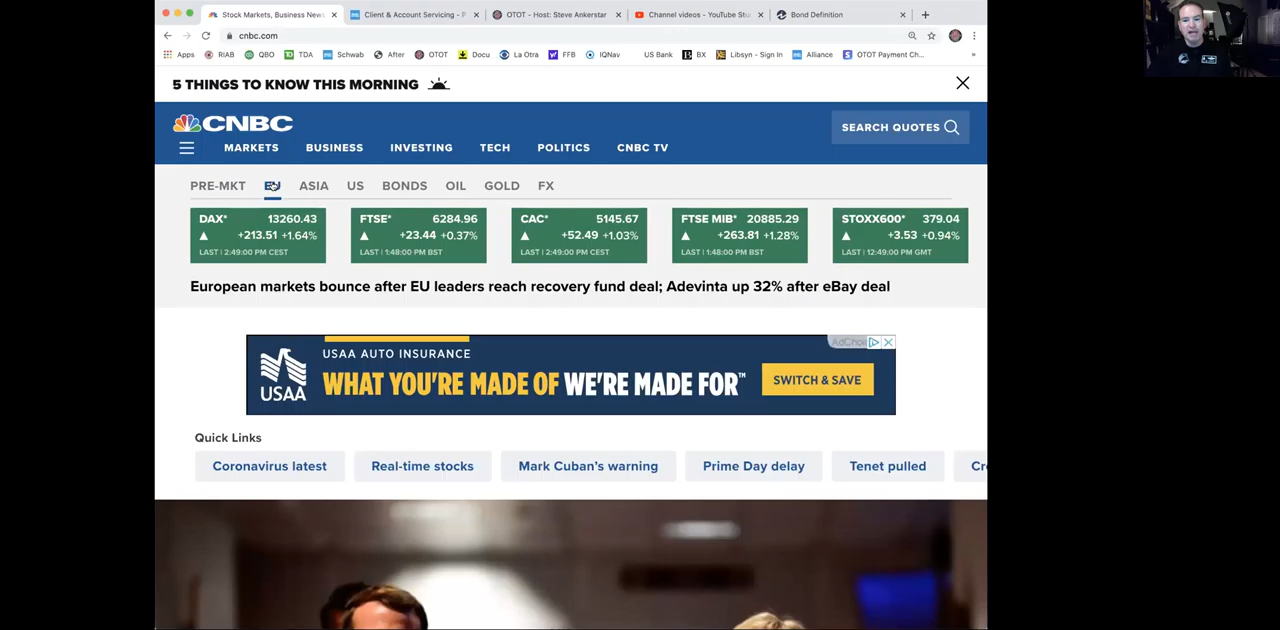 Stock Markets, Business News
Client & Account Servicing - P
OTOT - Host: Steve Ankerstar
Channel videos - YouTube Stu
Bond Definition
cnbc.com
Apps
RIAB
QBO
TDA
Schwab
After
OTOT
Docu
La Otra
FFB
IQNav
US Bank
BX
Libsyn - Sign In
Alliance
OTOT Payment Ch...
5 THINGS TO KNOW THIS MORNING
CNBC
SEARCH QUOTES
MARKETS BUSINESS INVESTING TECH POLITICS CNBC TV
PRE-MKT EU ASIA US BONDS OIL GOLD FX
DAX* 13260.43
+213.51 +1.64%
LAST | 2:49:00 PM CEST
FTSE* 6284.96
+23.44 +0.37%
LAST | 1:48:00 PM BST
CAC* 5145.67
+52.49 +1.03%
LAST | 2:49:00 PM CEST
FTSE MIB* 20885.29
+263.81 +1.28%
LAST | 1:48:00 PM BST
STOXX600* 379.04
+3.53 +0.94%
LAST | 12:49:00 PM GMT
European markets bounce after EU leaders reach recovery fund deal; Adevinta up 32% after eBay deal
AdChoi
USAA
USAA AUTO INSURANCE
WHAT YOU'RE MADE OF WE'RE MADE FOR™
SWITCH & SAVE
Quick Links
Coronavirus latest
Real-time stocks
Mark Cuban's warning
Prime Day delay
Tenet pulled
Cr